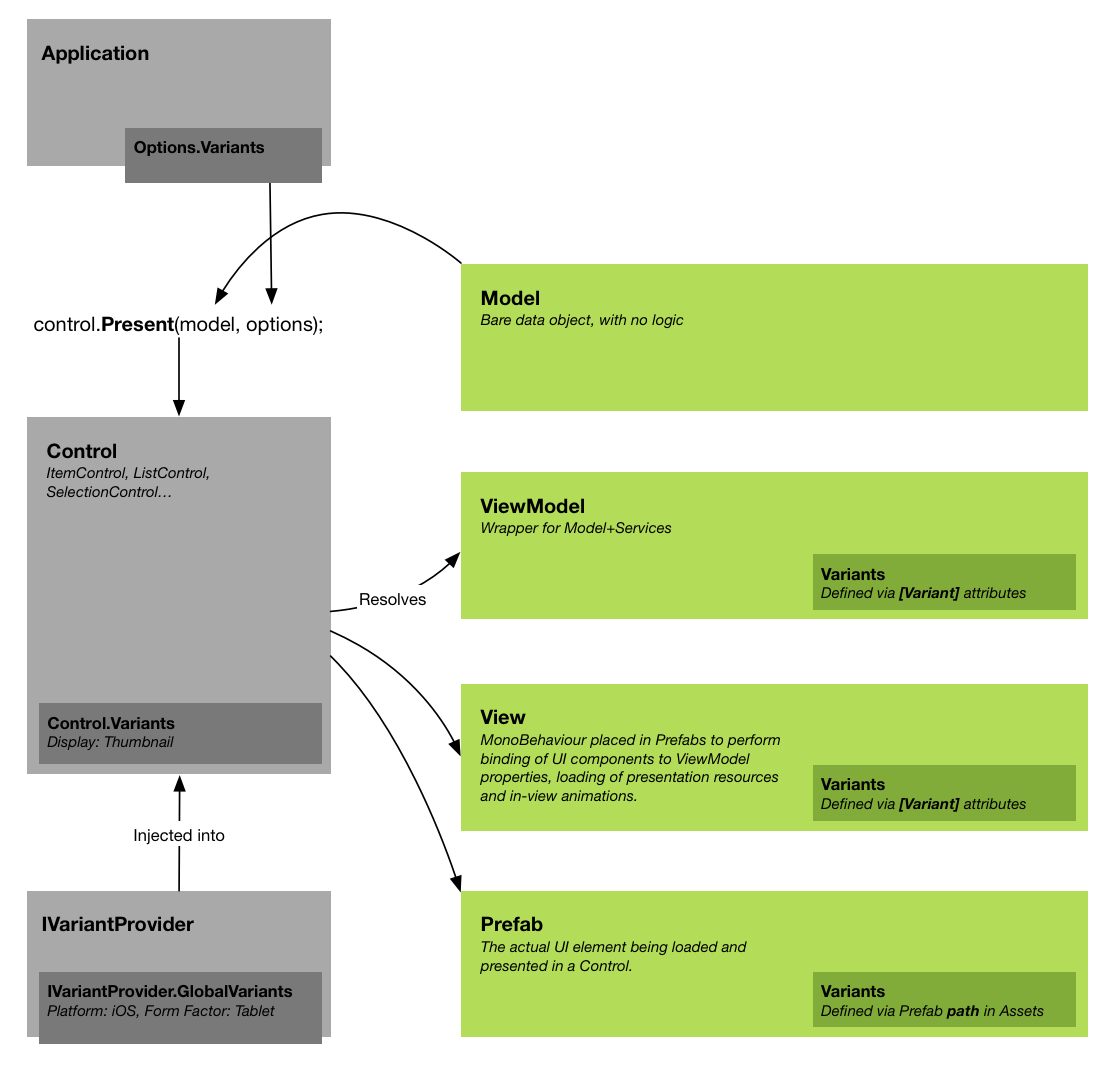 Application
Options.Variants
control.Present(model, options);
Model
Bare data object, with no logic
Control
ItemControl, ListControl,
SelectionControl…
ViewModel
Wrapper for Model+Services
Variants
Defined via [Variant] attributes
Resolves
View
MonoBehaviour placed in Prefabs to perform
binding of UI components to ViewModel
properties, loading of presentation resources
and in-view animations.
Variants
Defined via [Variant] attributes
Control.Variants
Display: Thumbnail
Injected into
IVariantProvider
IVariantProvider.GlobalVariants
Platform: iOS, Form Factor: Tablet
Prefab
The actual UI element being loaded and
presented in a Control.
Variants
Defined via Prefab path in Assets